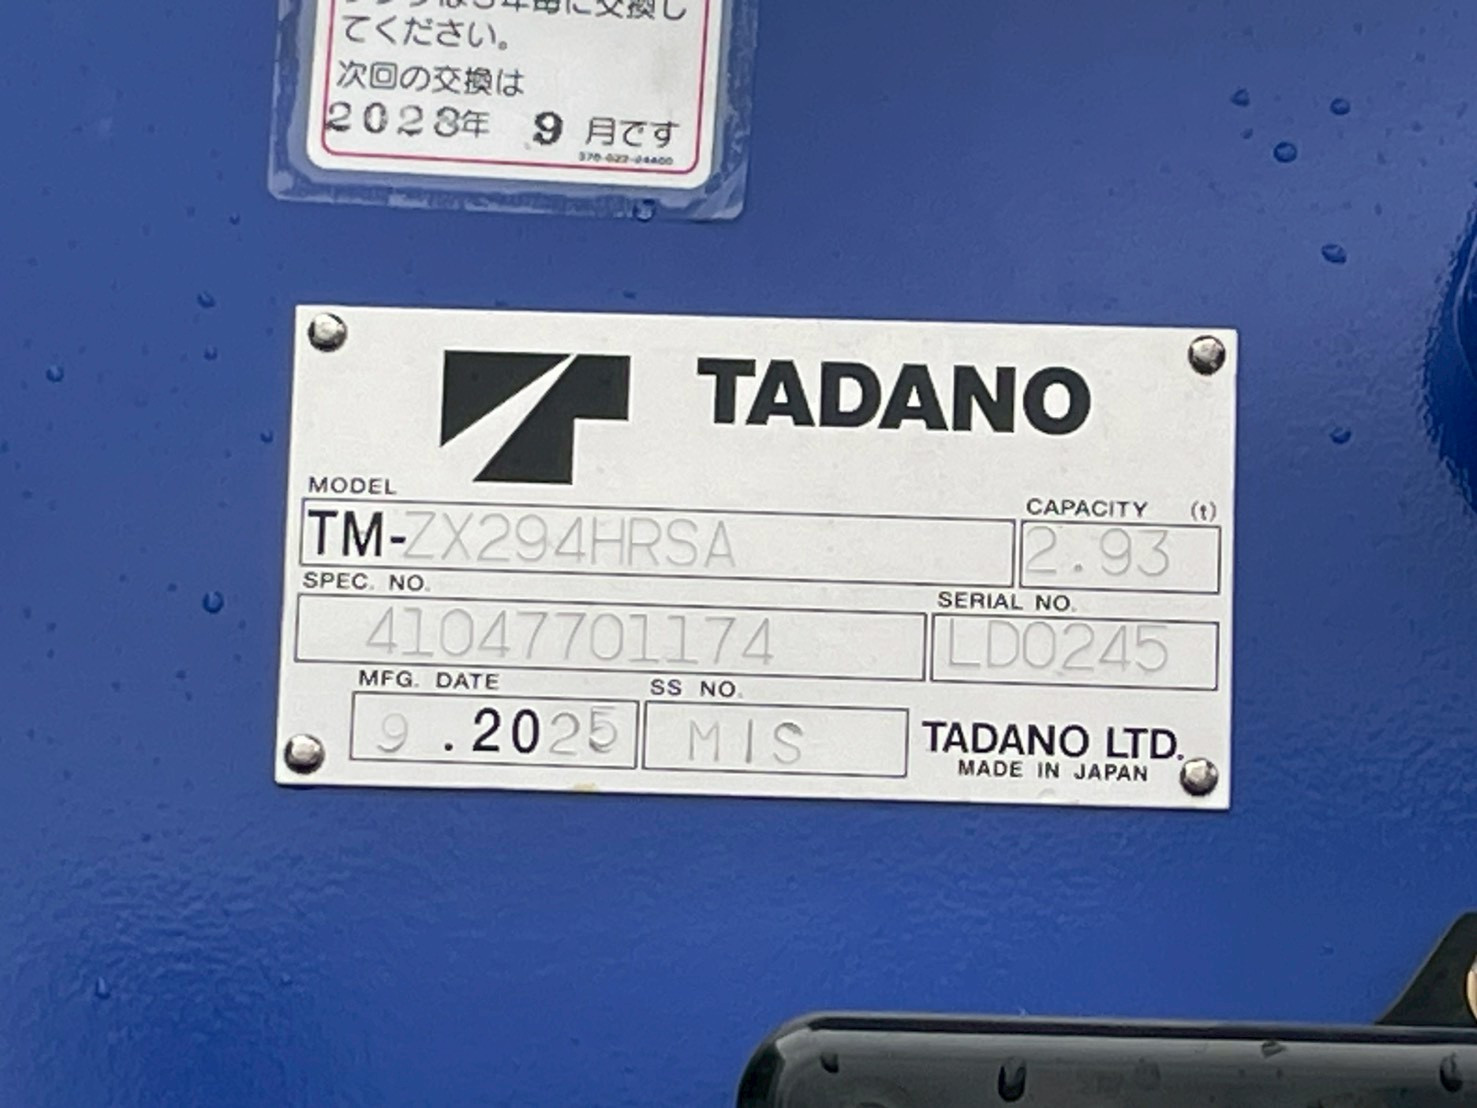 てください。
次回の交換は
2028年 9 月です
TADANO
MODEL
TM-ZX294HRSA
CAPACITY (t)
2.93
SPEC. NO.
41047701174
SERIAL NO.
LD0245
MFG. DATE
9 .2025
SS NO.
MIS
TADANO LTD.
MADE IN JAPAN